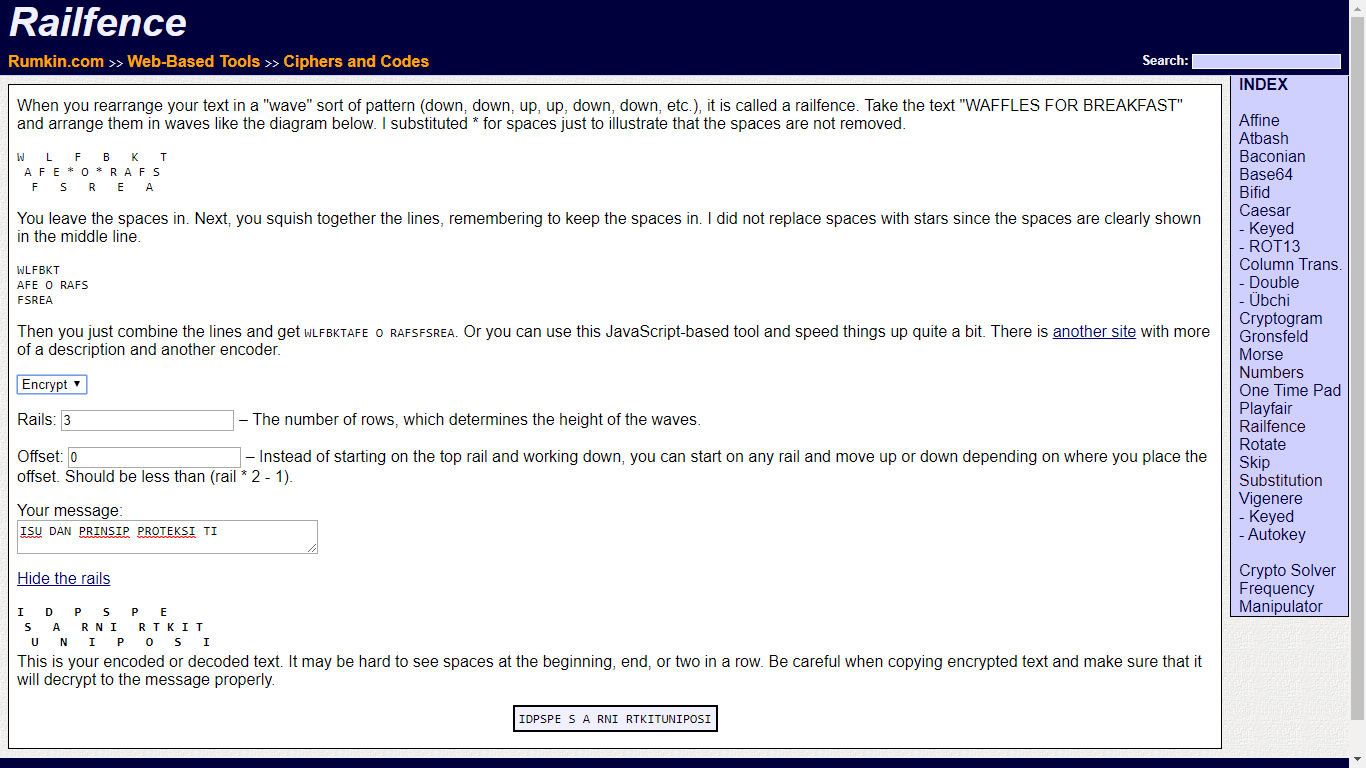 Railfence
Rumkin.com >> Web-Based Tools >> Ciphers and Codes
Search:
When you rearrange your text in a "wave" sort of pattern (down, down, up, up, down, down, etc.), it is called a railfence. Take the text "WAFFLES FOR BREAKFAST"
and arrange them in waves like the diagram below. I substituted * for spaces just to illustrate that the spaces are not removed.
W   L   F   B   K   T
 A F E * O * R A F S
  F   S   R   E   A
You leave the spaces in. Next, you squish together the lines, remembering to keep the spaces in. I did not replace spaces with stars since the spaces are clearly shown
in the middle line.
WLFBKT
AFE O RAFS
FSREA
Then you just combine the lines and get WLFBKTAFE O RAFSFSREA. Or you can use this JavaScript-based tool and speed things up quite a bit. There is another site with more
of a description and another encoder.
Encrypt ▼
Rails: 3 – The number of rows, which determines the height of the waves.
Offset: 0 – Instead of starting on the top rail and working down, you can start on any rail and move up or down depending on where you place the
offset. Should be less than (rail * 2 - 1).
Your message:
ISU DAN PRINSIP PROTEKSI TI
Hide the rails
I   D   P   S   P   E
 S   A   R N I   R T K I T
  U   N   I   P   O   S   I
This is your encoded or decoded text. It may be hard to see spaces at the beginning, end, or two in a row. Be careful when copying encrypted text and make sure that it
will decrypt to the message properly.
IDPSPE S A RNI RTKITUNIPOSI
INDEX
Affine
Atbash
Baconian
Base64
Bifid
Caesar
- Keyed
- ROT13
Column Trans.
- Double
- Übchi
Cryptogram
Gronsfeld
Morse
Numbers
One Time Pad
Playfair
Railfence
Rotate
Skip
Substitution
Vigenere
- Keyed
- Autokey
Crypto Solver
Frequency
Manipulator